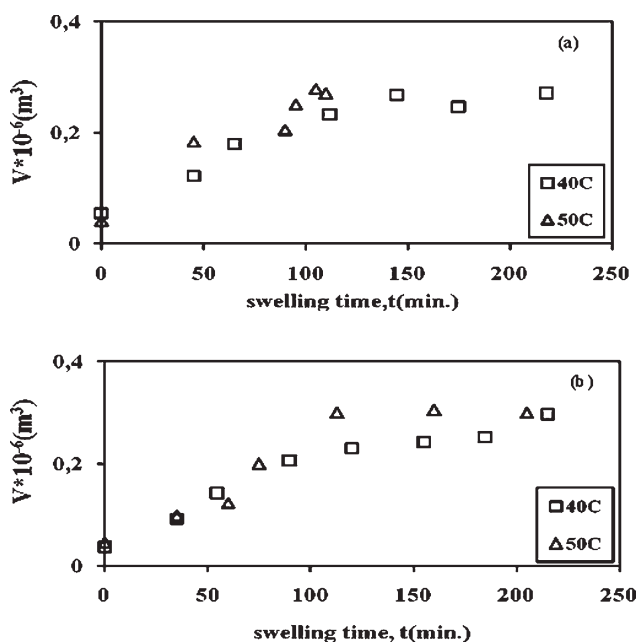 0,4
(a)
V*10⁻⁶(m³)
0,2
40C
50C
0
0
50
100
150
200
250
swelling time,t(min.)
0,4
(b)
V*10⁻⁶(m³)
0,2
40C
50C
0
0
50
100
150
200
250
swelling time, t(min.)